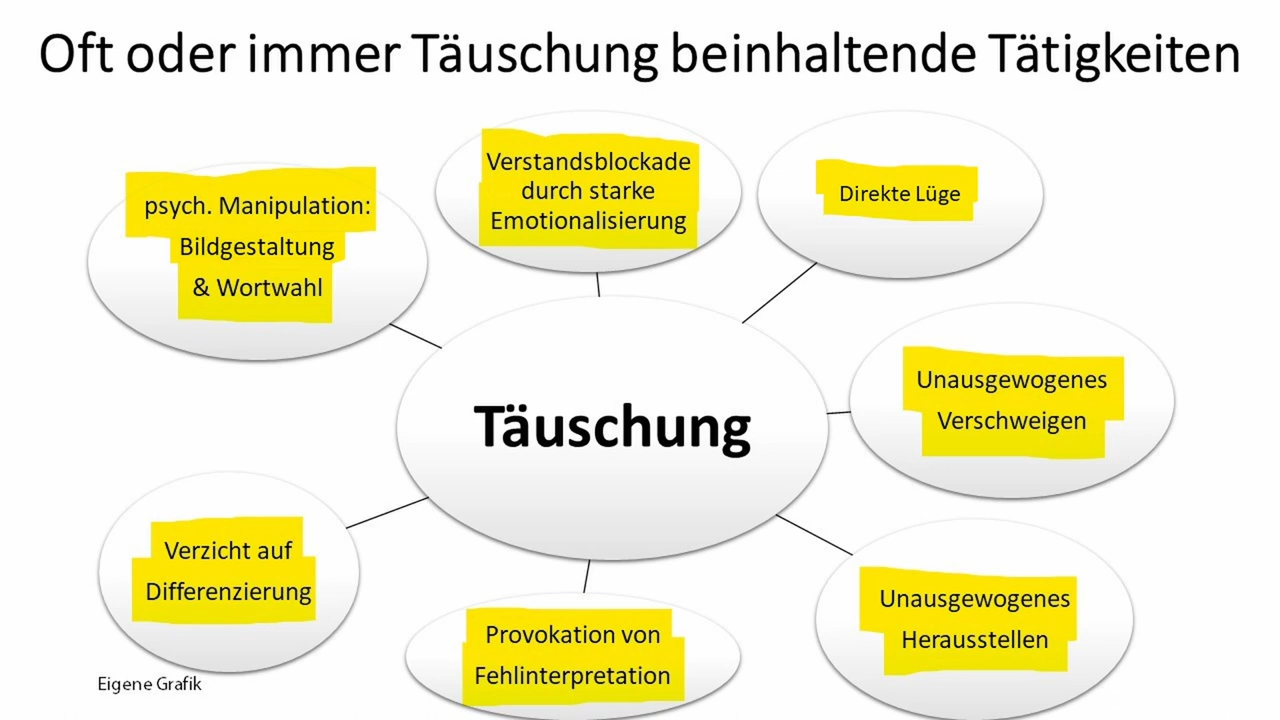 Oft oder immer Täuschung beinhaltende Tätigkeiten
psych. Manipulation:
Bildgestaltung
& Wortwahl
Verstandsblockade
durch starke
Emotionalisierung
Direkte Lüge
Unausgewogenes
Verschweigen
Täuschung
Verzicht auf
Differenzierung
Provokation von
Fehlinterpretation
Unausgewogenes
Herausstellen
Eigene Grafik